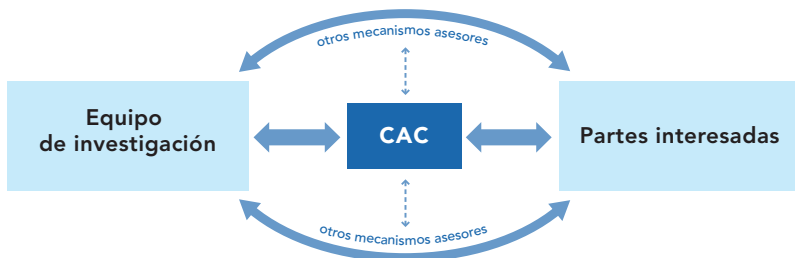 otros mecanismos asesores
Equipo
de investigación
CAC
Partes interesadas
otros mecanismos asesores